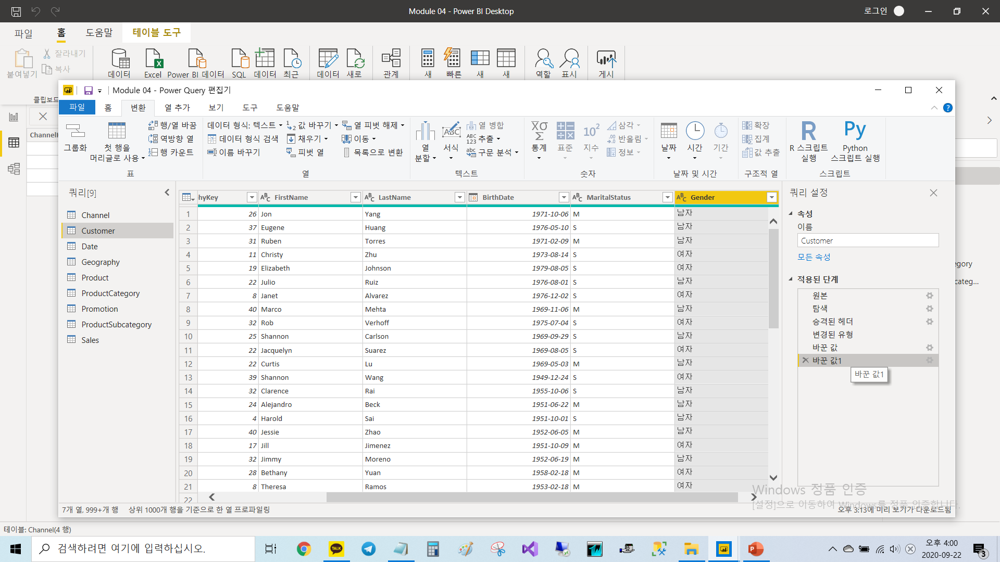 Module 04 - Power BI Desktop
로그인
파일 홈 도움말 테이블 도구
붙여넣기 잘라내기
복사
데이터 Excel Power BI 데이터 SQL 데이터 최근 데이터 새로 관계 새 빠른 새 새 역할 표시 게시
클립보드
Module 04 - Power Query 편집기
파일 홈 변환 열 추가 보기 도구 도움말
그룹화
첫 행을
머리글로 사용
행/열 바꿈
역방향 열
행 카운트
표
데이터 형식: 텍스트
데이터 형식 검색
이름 바꾸기
값 바꾸기
채우기
피벗 열
열 피벗 해제
이동
목록으로 변환
열
열
분할
서식
열 병합
ABC 추출
123
구문 분석
텍스트
통계
표준
10²
지수
삼각
반올림
정보
숫자
날짜
시간
기간
날짜 및 시간
확장
집계
값 추출
구조적 열
R
R 스크립트
실행
Py
Python
스크립트 실행
스크립트
쿼리[9]
Channel
Customer
Date
Geography
Product
ProductCategory
Promotion
ProductSubcategory
Sales
hyKey FirstName LastName BirthDate MaritalStatus Gender
1 26 Jon Yang 1971-10-06 M 남자
2 37 Eugene Huang 1976-05-10 S 남자
3 31 Ruben Torres 1971-02-09 M 남자
4 11 Christy Zhu 1973-08-14 S 여자
5 19 Elizabeth Johnson 1979-08-05 S 여자
6 22 Julio Ruiz 1976-08-01 S 남자
7 8 Janet Alvarez 1976-12-02 S 여자
8 40 Marco Mehta 1969-11-06 M 남자
9 32 Rob Verhoff 1975-07-04 S 여자
10 25 Shannon Carlson 1969-09-29 S 남자
11 22 Jacquelyn Suarez 1969-08-05 S 여자
12 22 Curtis Lu 1969-05-03 M 남자
13 39 Shannon Wang 1949-12-24 S 여자
14 32 Clarence Rai 1955-10-06 S 남자
15 24 Alejandro Beck 1951-06-22 M 남자
16 4 Harold Sai 1951-10-01 S 남자
17 40 Jessie Zhao 1952-06-05 M 남자
18 17 Jill Jimenez 1951-10-09 M 여자
19 32 Jimmy Moreno 1952-06-19 M 남자
20 28 Bethany Yuan 1958-02-18 M 여자
21 8 Theresa Ramos 1953-02-18 M 여자
22
쿼리 설정
속성
이름
Customer
모든 속성
적용된 단계
원본
탐색
승격된 헤더
변경된 유형
바꾼 값
바꾼 값1
바꾼 값1
Windows 정품 인증
[설정]으로 이동하여 Windows를 정품 인증합니다.
7개 열, 999+개 행 상위 1000개 행을 기준으로 한 열 프로파일링
오후 3:13에 미리 보기가 다운로드됨
egory
categ...
테이블: Channel(4 행)
검색하려면 여기에 입력하십시오.
TALK
오후 4:00
2020-09-22
3